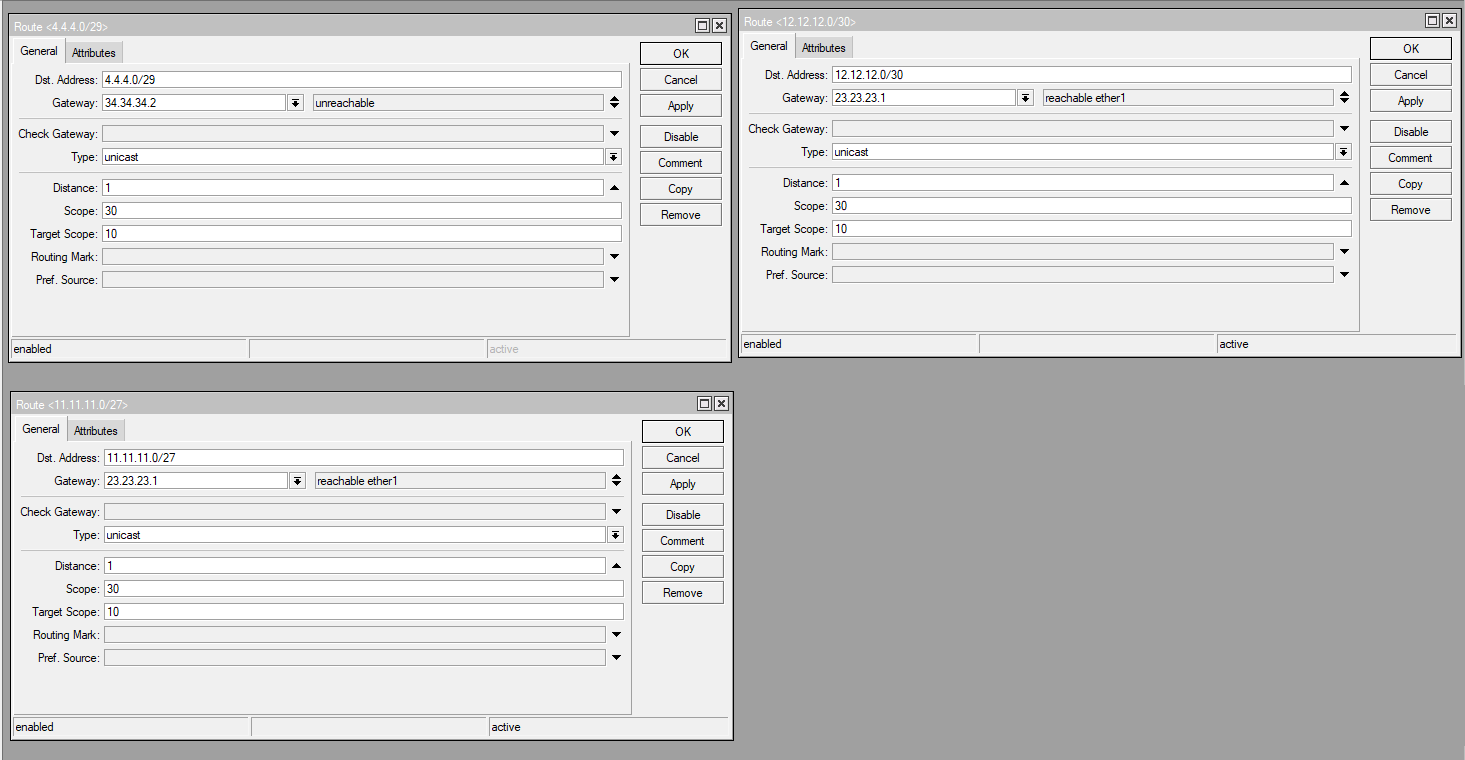 Route <4.4.4.0/29>
General Attributes
Dst. Address: 4.4.4.0/29
Gateway: 34.34.34.2 unreachable
Check Gateway:
Type: unicast
Distance: 1
Scope: 30
Target Scope: 10
Routing Mark:
Pref. Source:
OK
Cancel
Apply
Disable
Comment
Copy
Remove
enabled active
Route <12.12.12.0/30>
General Attributes
Dst. Address: 12.12.12.0/30
Gateway: 23.23.23.1 reachable ether1
Check Gateway:
Type: unicast
Distance: 1
Scope: 30
Target Scope: 10
Routing Mark:
Pref. Source:
OK
Cancel
Apply
Disable
Comment
Copy
Remove
enabled active
Route <11.11.11.0/27>
General Attributes
Dst. Address: 11.11.11.0/27
Gateway: 23.23.23.1 reachable ether1
Check Gateway:
Type: unicast
Distance: 1
Scope: 30
Target Scope: 10
Routing Mark:
Pref. Source:
OK
Cancel
Apply
Disable
Comment
Copy
Remove
enabled active